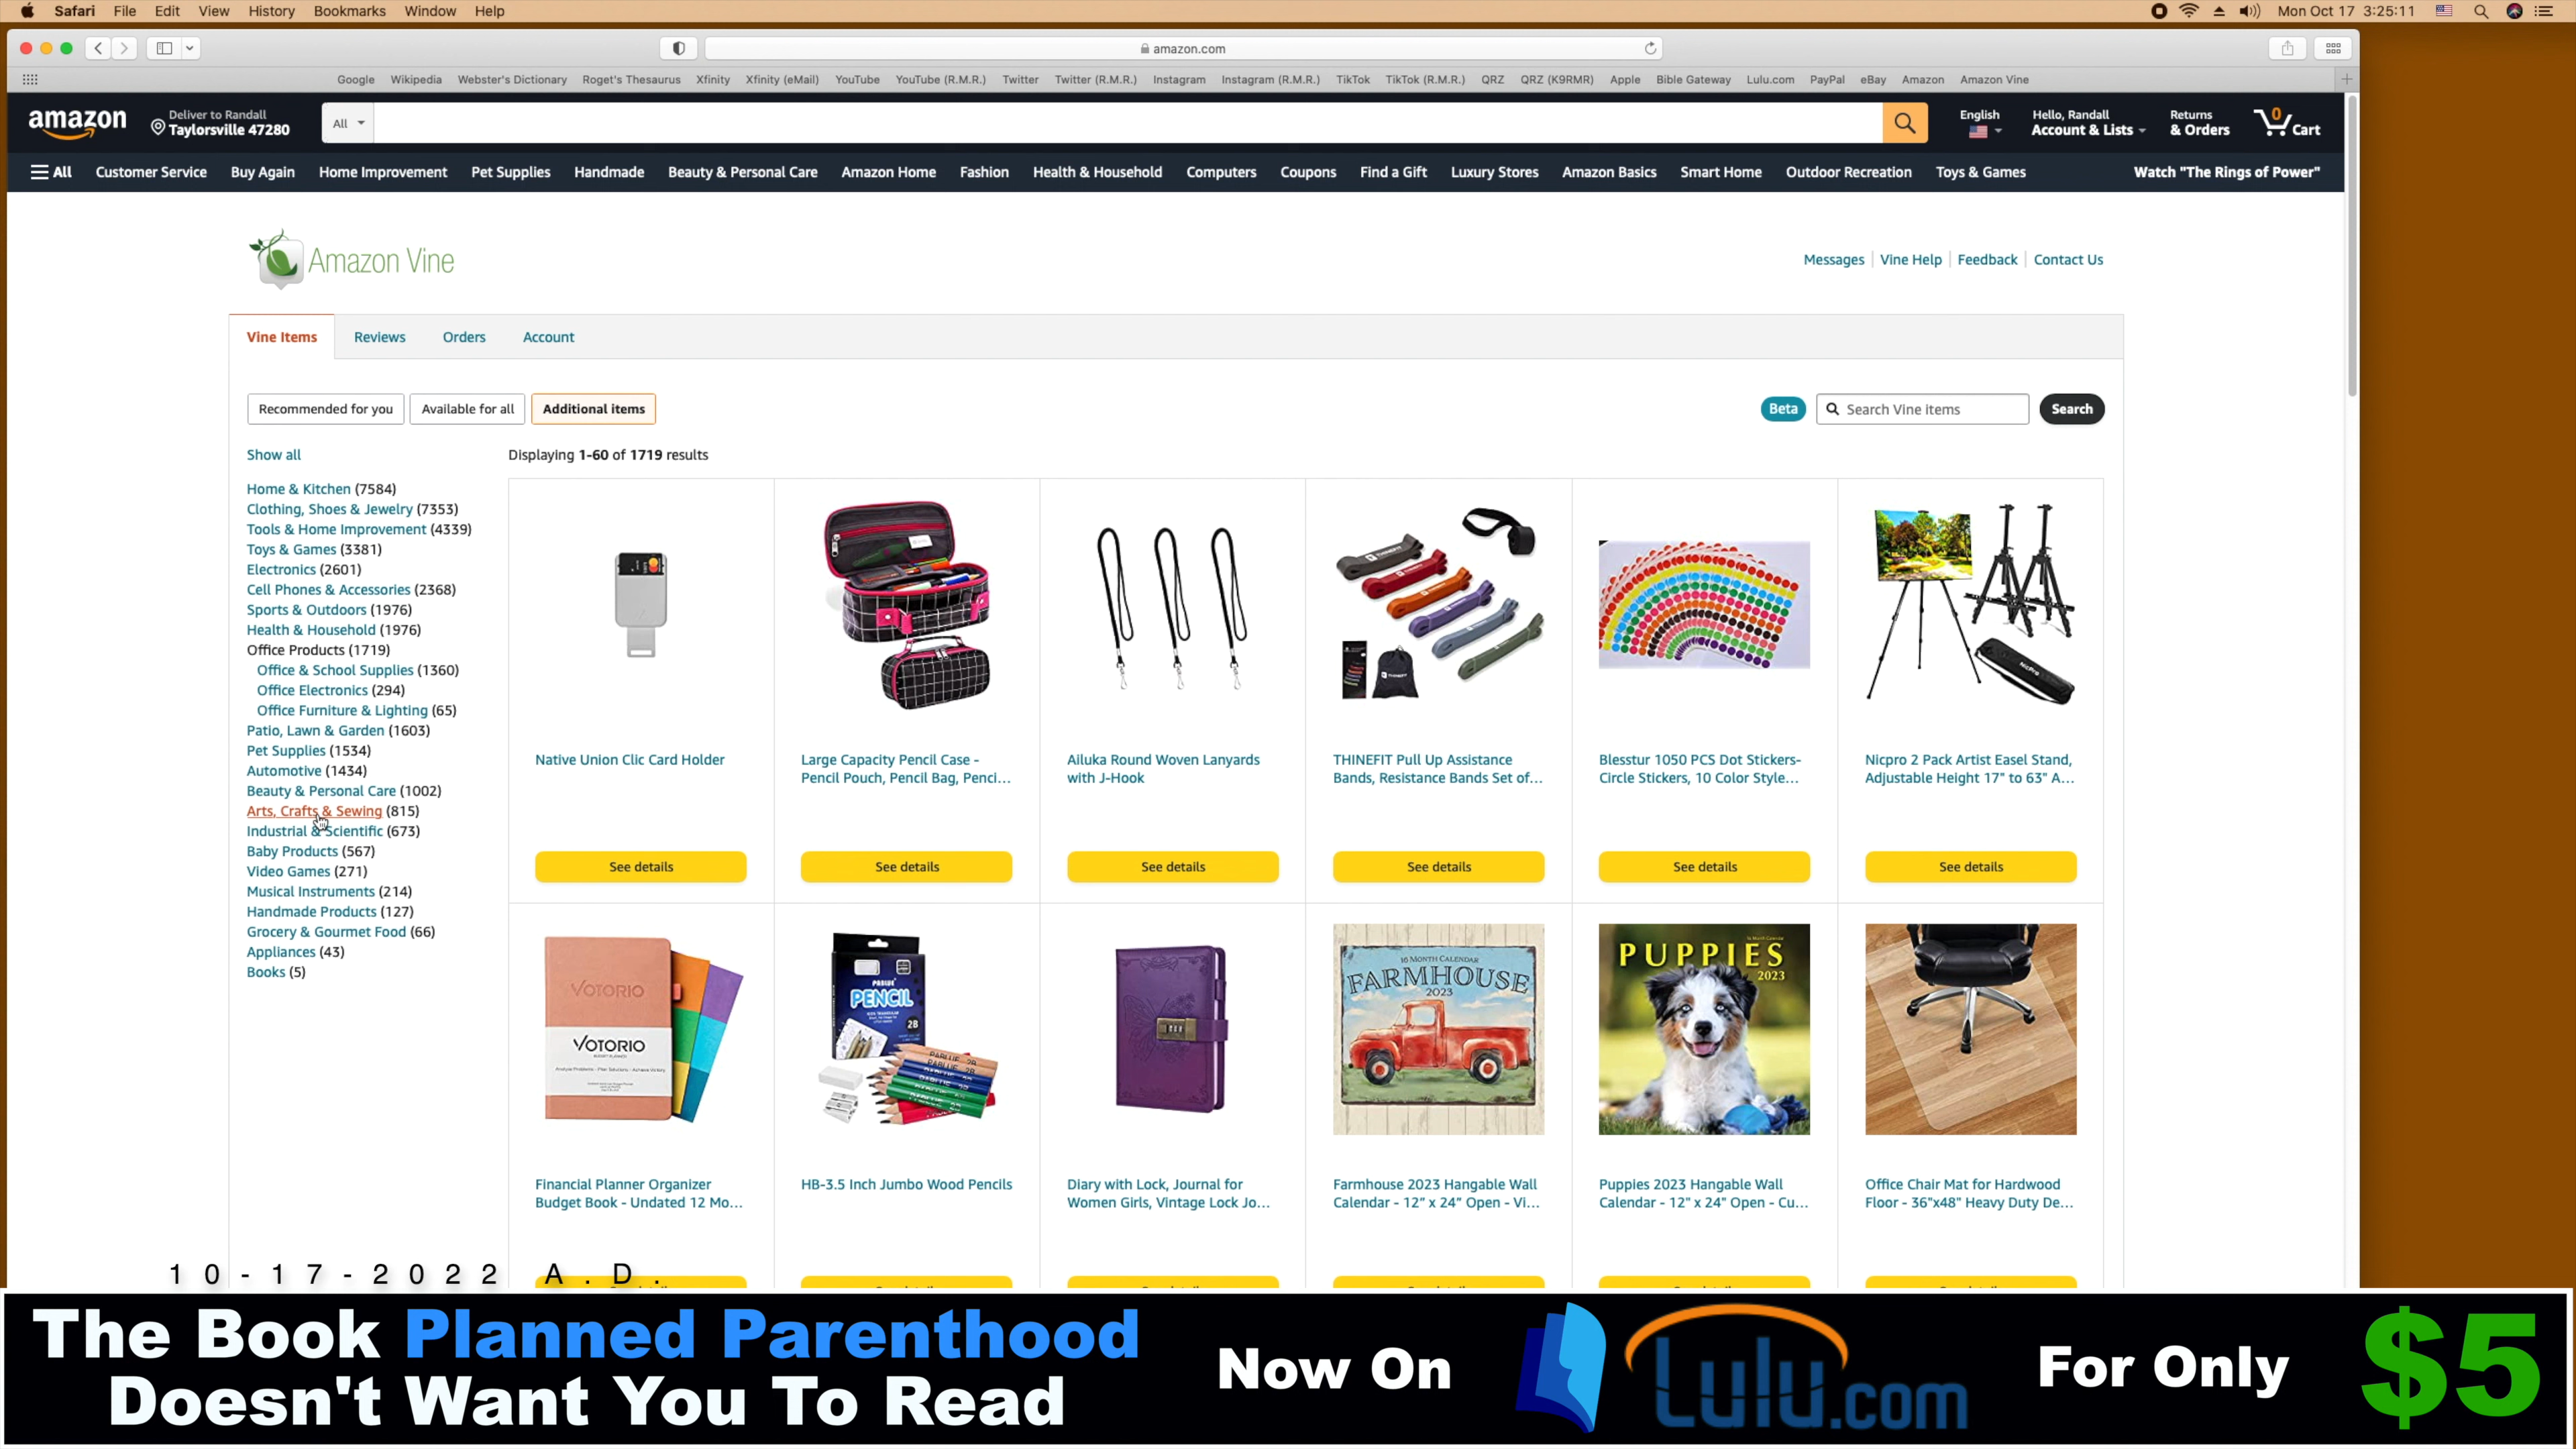 Safari File Edit View History Bookmarks Window Help
Mon Oct 17 3:25:11
amazon.com
Google Wikipedia Webster's Dictionary Roget's Thesaurus Xfinity Xfinity (eMail) YouTube YouTube (R.M.R.) Twitter Twitter (R.M.R.) Instagram Instagram (R.M.R.) TikTok TikTok (R.M.R.) QRZ QRZ (K9RMR) Apple Bible Gateway Lulu.com PayPal eBay Amazon Amazon Vine
amazon
Deliver to Randall
Taylorsville 47280
All
English
Hello, Randall
Account & Lists
Returns
& Orders
0
Cart
All Customer Service Buy Again Home Improvement Pet Supplies Handmade Beauty & Personal Care Amazon Home Fashion Health & Household Computers Coupons Find a Gift Luxury Stores Amazon Basics Smart Home Outdoor Recreation Toys & Games Watch "The Rings of Power"
Amazon Vine
Messages Vine Help Feedback Contact Us
Vine Items Reviews Orders Account
Recommended for you Available for all Additional items
Beta Search Vine items Search
Show all
Displaying 1-60 of 1719 results
Home & Kitchen (7584)
Clothing, Shoes & Jewelry (7353)
Tools & Home Improvement (4339)
Toys & Games (3381)
Electronics (2601)
Cell Phones & Accessories (2368)
Sports & Outdoors (1976)
Health & Household (1976)
Office Products (1719)
Office & School Supplies (1360)
Office Electronics (294)
Office Furniture & Lighting (65)
Patio, Lawn & Garden (1603)
Pet Supplies (1534)
Automotive (1434)
Beauty & Personal Care (1002)
Arts, Crafts & Sewing (815)
Industrial & Scientific (673)
Baby Products (567)
Video Games (271)
Musical Instruments (214)
Handmade Products (127)
Grocery & Gourmet Food (66)
Appliances (43)
Books (5)
Native Union Clic Card Holder
Large Capacity Pencil Case -
Pencil Pouch, Pencil Bag, Penci...
Ailuka Round Woven Lanyards
with J-Hook
THINEFIT Pull Up Assistance
Bands, Resistance Bands Set of...
Blesstur 1050 PCS Dot Stickers-
Circle Stickers, 10 Color Style...
Nicpro 2 Pack Artist Easel Stand,
Adjustable Height 17" to 63" A...
See details See details See details See details See details See details
VOTORIO
VOTORIO
PABLUE
PENCIL
2B
16 MONTH CALENDAR
FARMHOUSE
2023
PUPPIES
2023
Financial Planner Organizer
Budget Book - Undated 12 Mo...
HB-3.5 Inch Jumbo Wood Pencils
Diary with Lock, Journal for
Women Girls, Vintage Lock Jo...
Farmhouse 2023 Hangable Wall
Calendar - 12" x 24" Open - Vi...
Puppies 2023 Hangable Wall
Calendar - 12" x 24" Open - Cu...
Office Chair Mat for Hardwood
Floor - 36"x48" Heavy Duty De...
10-17-2022 A.D.
The Book Planned Parenthood
Doesn't Want You To Read
Now On
Lulu.com
For Only
$5